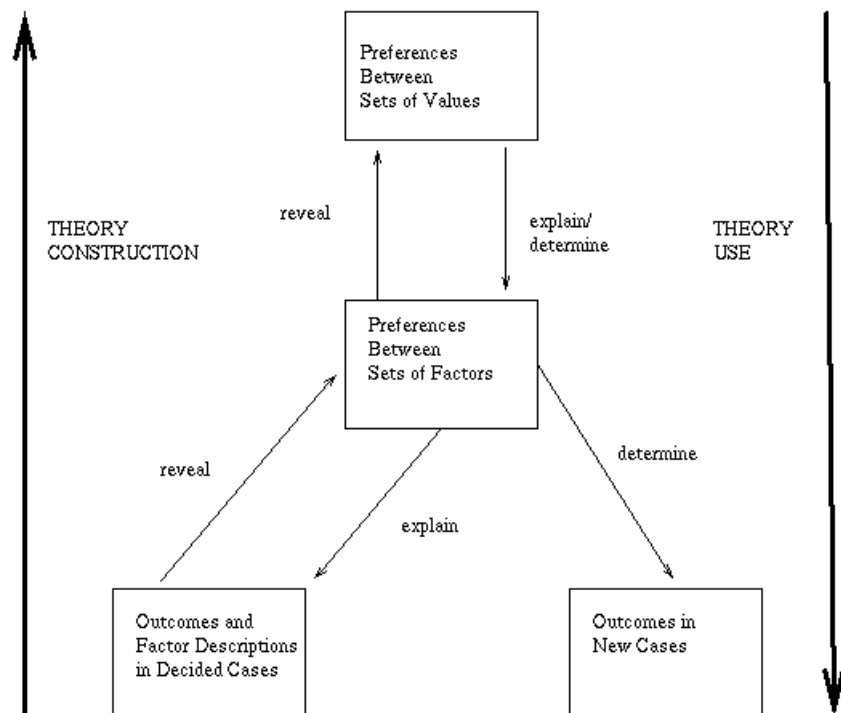 Preferences
Between
Sets of Values
reveal
explain/
determine
THEORY
CONSTRUCTION
THEORY
USE
Preferences
Between
Sets of Factors
reveal
explain
determine
Outcomes and
Factor Descriptions
in Decided Cases
Outcomes in
New Cases